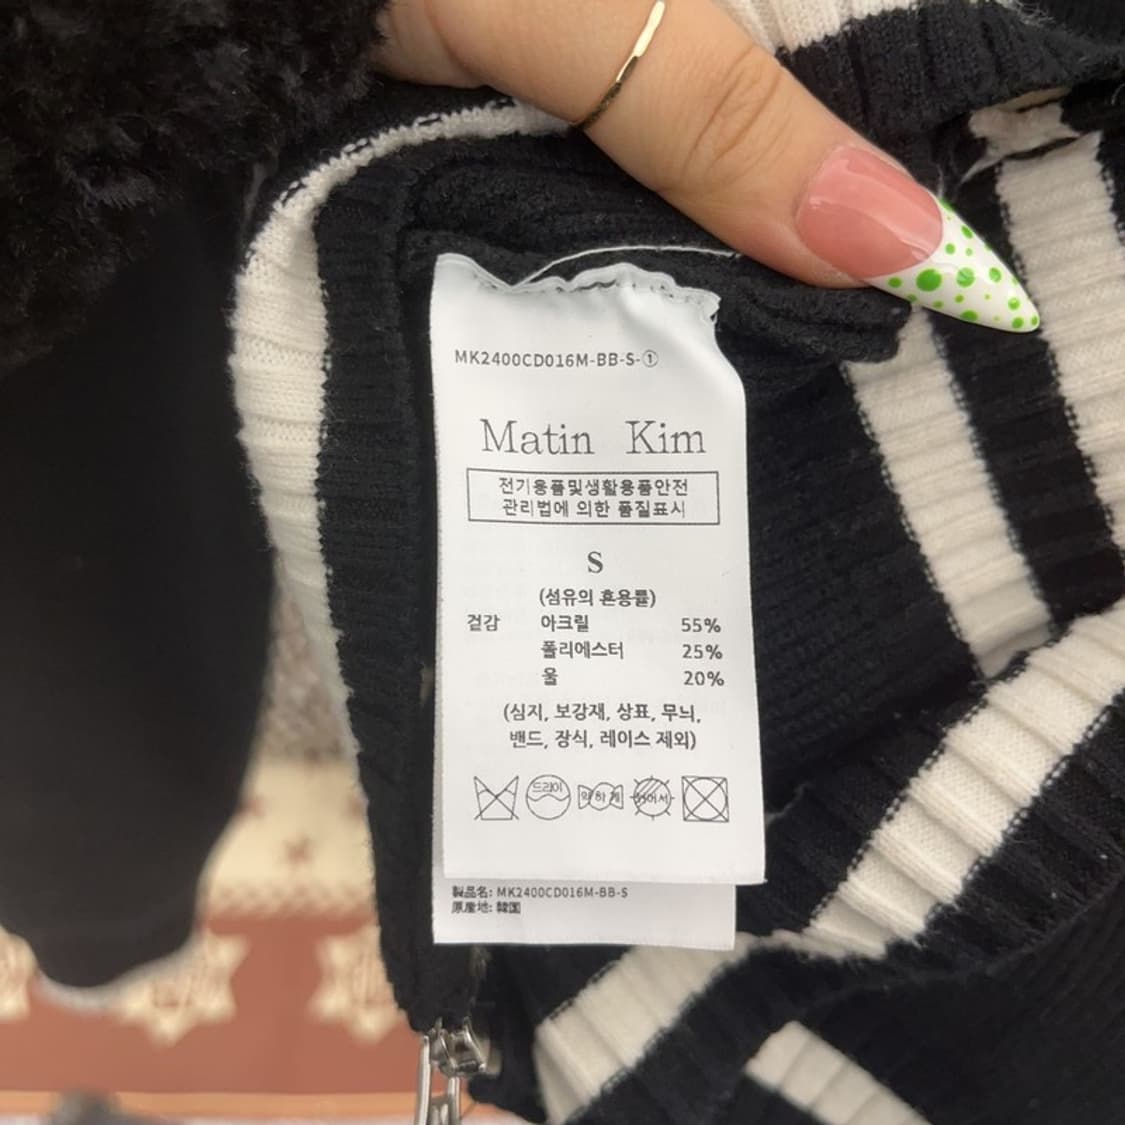 MK2400CD016M-BB-S-①
Matin Kim
전기용품및생활용품안전
관리법에 의한 품질표시
S
(섬유의 혼용률)
겉감 아크릴 55%
폴리에스터 25%
울 20%
(심지, 보강재, 상표, 무늬,
밴드, 장식, 레이스 제외)
드라이 약하게 뉘어서
製品名: MK2400CD016M-BB-S
原産地: 韓国